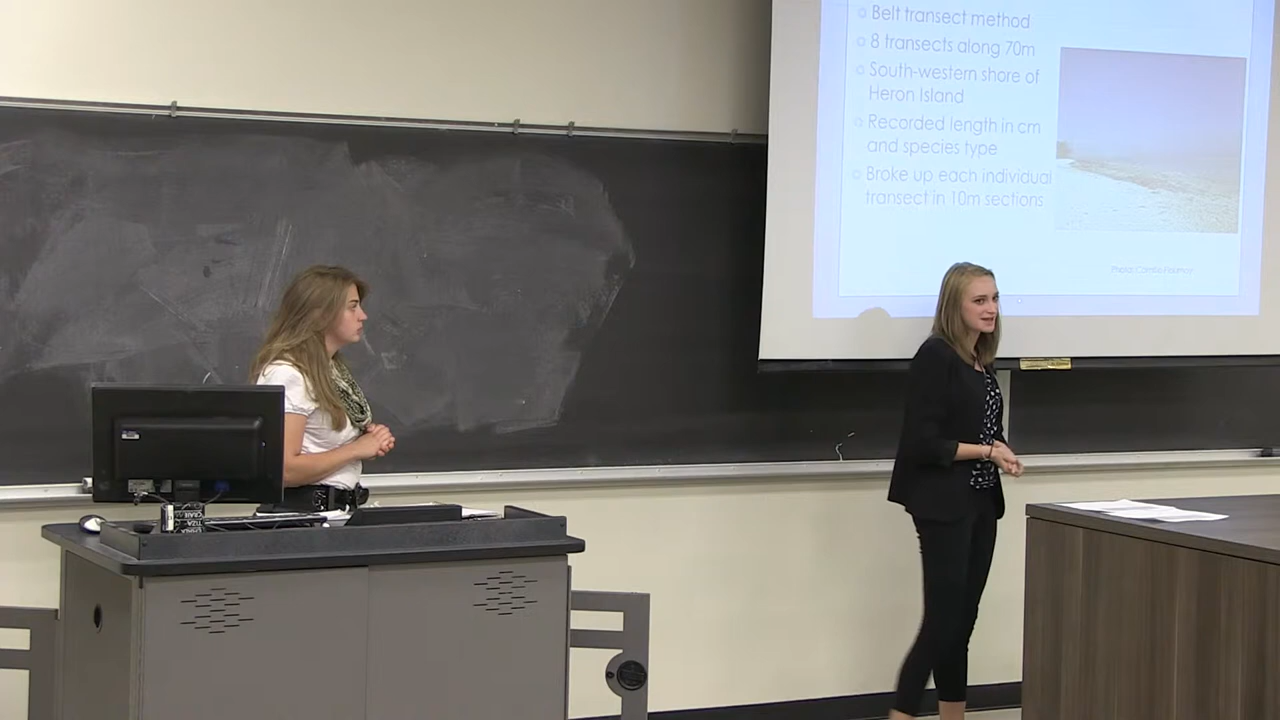 Belt transect method
8 transects along 70m
South-western shore of
Heron Island
Recorded length in cm
and species type
Broke up each individual
transect in 10m sections